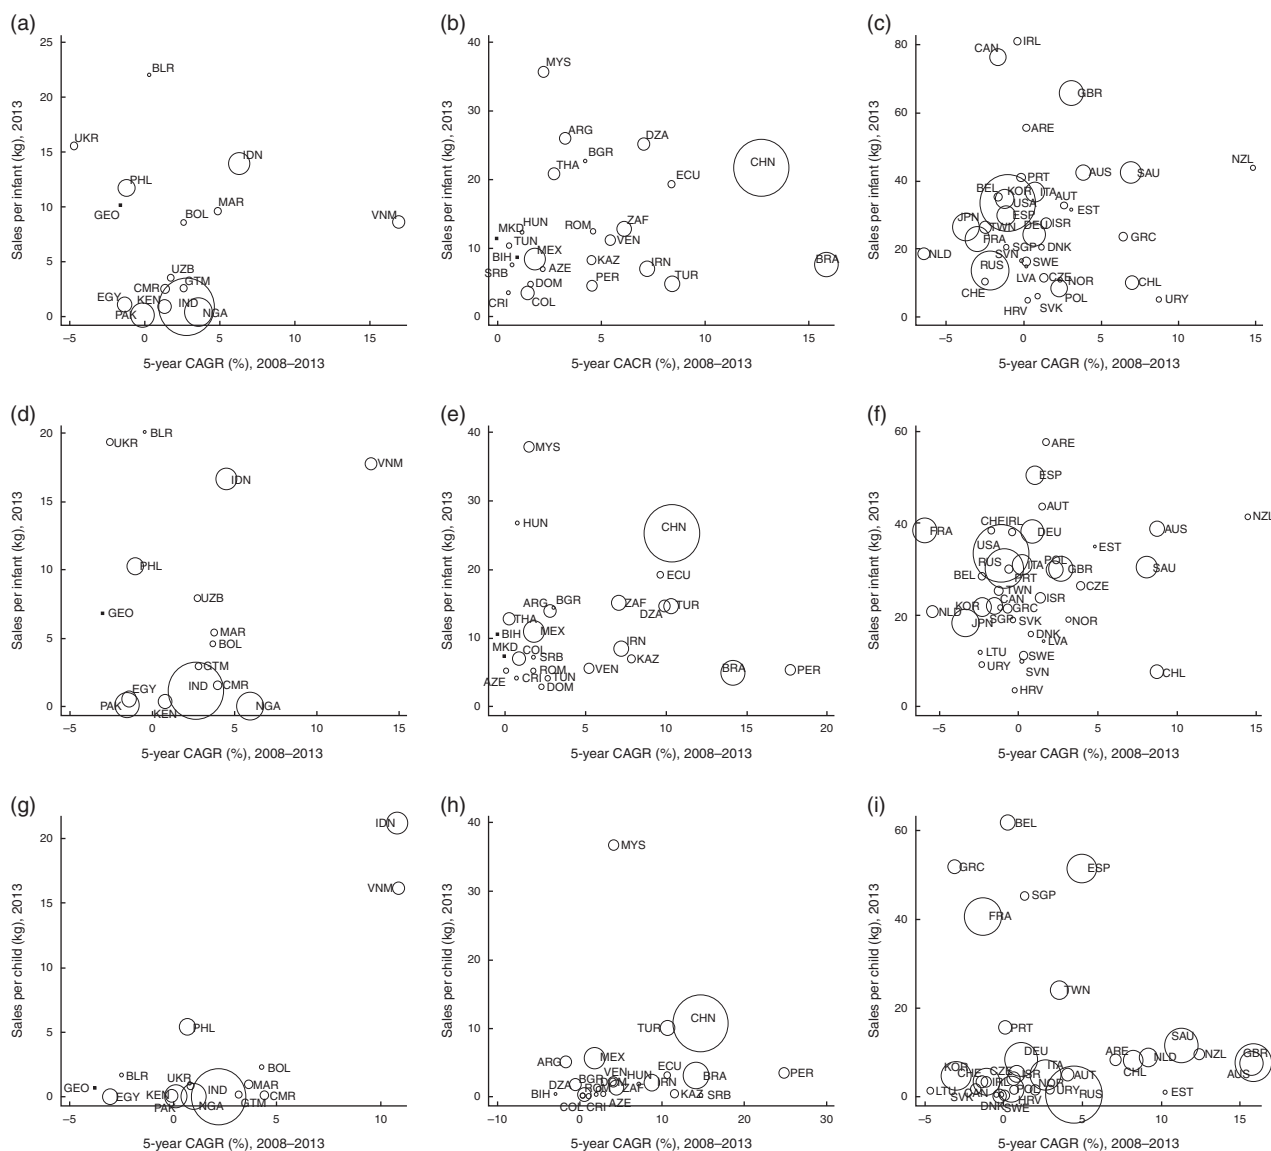 (a)
Sales per infant (kg), 2013
25
20
15
10
5
0
BLR
UKR
IDN
PHL
GEO
MAR
BOL
VNM
UZB
CMR
GTM
EGY
KEN
IND
PAK
NGA
−5
0
5
10
15
5-year CAGR (%), 2008–2013
(b)
Sales per infant (kg), 2013
40
30
20
10
0
MYS
ARG
DZA
BGR
THA
CHN
ECU
HUN
MKD
ROM
ZAF
TUN
VEN
BIH
MEX
KAZ
IRN
BRA
SRB
AZE
PER
TUR
DOM
CRI
COL
0
5
10
15
5-year CACR (%), 2008–2013
(c)
Sales per infant (kg), 2013
80
60
40
20
0
IRL
CAN
GBR
ARE
NZL
PRT
AUS
SAU
BEL
KOR
ITA
AUT
USA
EST
JPN
ESP
TWN
DEU
ISR
FRA
GRC
NLD
SGP
DNK
SVN
SWE
RUS
LVA
CZE
NOR
CHL
CHE
POL
HRV
SVK
URY
−5
0
5
10
15
5-year CAGR (%), 2008–2013
(d)
Sales per infant (kg), 2013
20
15
10
5
0
BLR
UKR
VNM
IDN
PHL
UZB
GEO
MAR
BOL
GTM
EGY
IND
CMR
PAK
KEN
NGA
−5
0
5
10
15
5-year CAGR (%), 2008–2013
(e)
Sales per infant (kg), 2013
40
30
20
10
0
MYS
HUN
CHN
ECU
ARG
BGR
ZAF
DZA
TUR
THA
BIH
MEX
IRN
MKD
COL
SRB
KAZ
ROM
VEN
BRA
PER
AZE
CRI
TUN
DOM
0
5
10
15
20
5-year CAGR (%), 2008–2013
(f)
Sales per infant (kg), 2013
60
40
20
0
ARE
ESP
AUT
NZL
FRA
CHE
IRL
DEU
AUS
USA
EST
RUS
ITA
POL
GBR
SAU
BEL
PRT
CZE
TWN
CAN
ISR
NLD
KOR
GRC
JPN
SGP
SVK
NOR
DNK
LVA
LTU
SWE
URY
SVN
CHL
HRV
−5
0
5
10
15
5-year CAGR (%), 2008–2013
(g)
Sales per child (kg), 2013
20
15
10
5
0
IDN
VNM
PHL
BOL
BLR
UKR
GEO
IND
MAR
EGY
KEN
CMR
PAK
NGA
GTM
0
5
10
5-year CAGR (%), 2008–2013
(h)
Sales per child (kg), 2013
40
30
20
10
0
MYS
CHN
TUR
ARG
MEX
ECU
PER
VEN
HUN
BRA
BGR
DOM
IRN
DZA
ROM
ZAF
BIH
KAZ
SRB
COL
CRI
AZE
−10
0
10
20
30
5-year CAGR (%), 2008–2013
(i)
Sales per child (kg), 2013
60
40
20
0
BEL
GRC
ESP
SGP
FRA
TWN
PRT
SAU
DEU
ARE
NLD
NZL
GBR
KOR
CHE
CZE
ITA
CHL
AUS
IRL
ISR
AUT
NOR
LTU
URY
RUS
EST
SVK
HRV
DNK
SWE
−5
0
5
10
15
5-year CAGR (%), 2008–2013